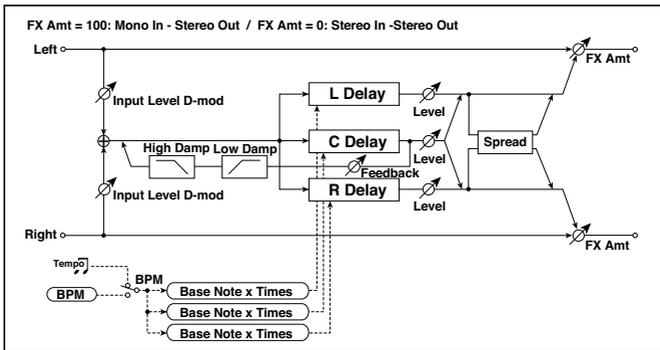 FX Amt = 100: Mono In - Stereo Out / FX Amt = 0: Stereo In -Stereo Out
Left
FX Amt
Input Level D-mod
L Delay
Level
High Damp
Low Damp
C Delay
Level
Spread
Feedback
Input Level D-mod
R Delay
Level
Right
FX Amt
Tempo
BPM
BPM
Base Note x Times
Base Note x Times
Base Note x Times